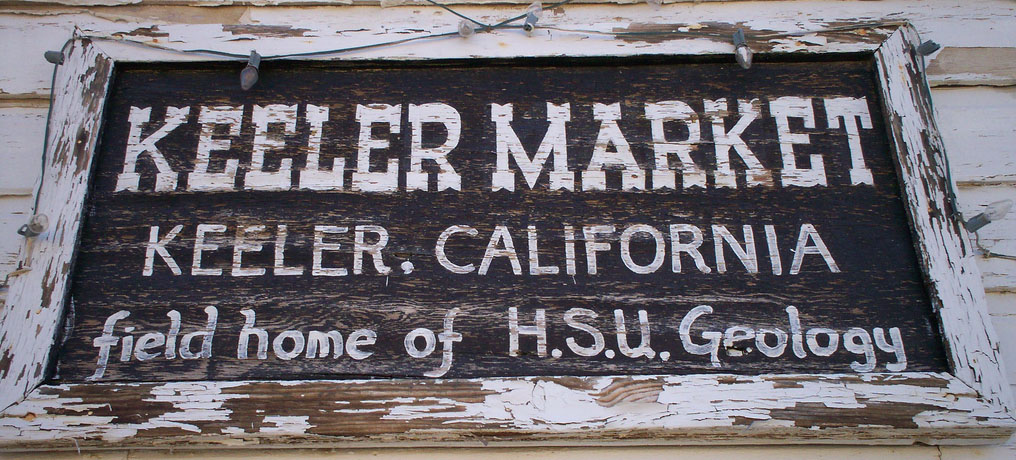 KEELER MARKET
KEELER. CALIFORNIA
field home of H.S.U. Geology